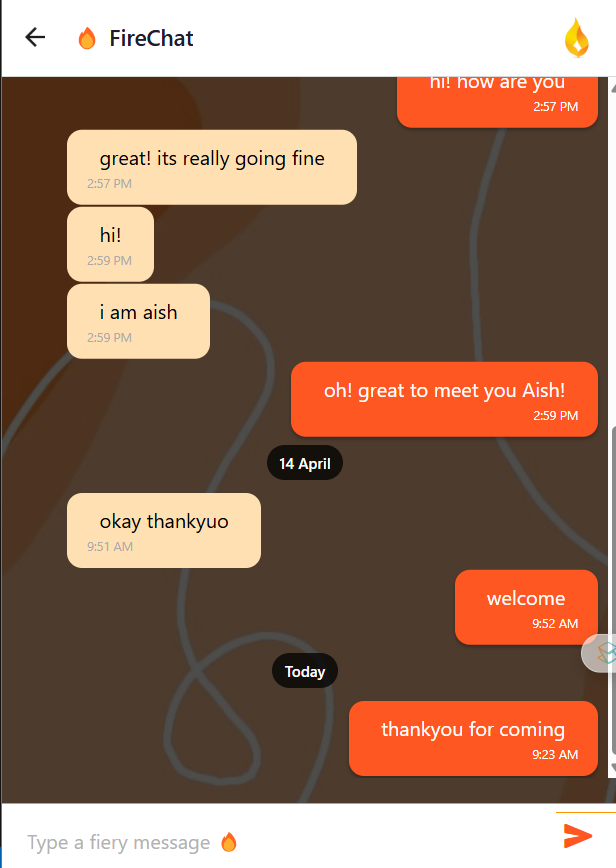 FireChat
hi! how are you
2:57 PM
great! its really going fine
2:57 PM
hi!
2:59 PM
i am aish
2:59 PM
oh! great to meet you Aish!
2:59 PM
14 April
okay thankyuo
9:51 AM
welcome
9:52 AM
Today
thankyou for coming
9:23 AM
Type a fiery message